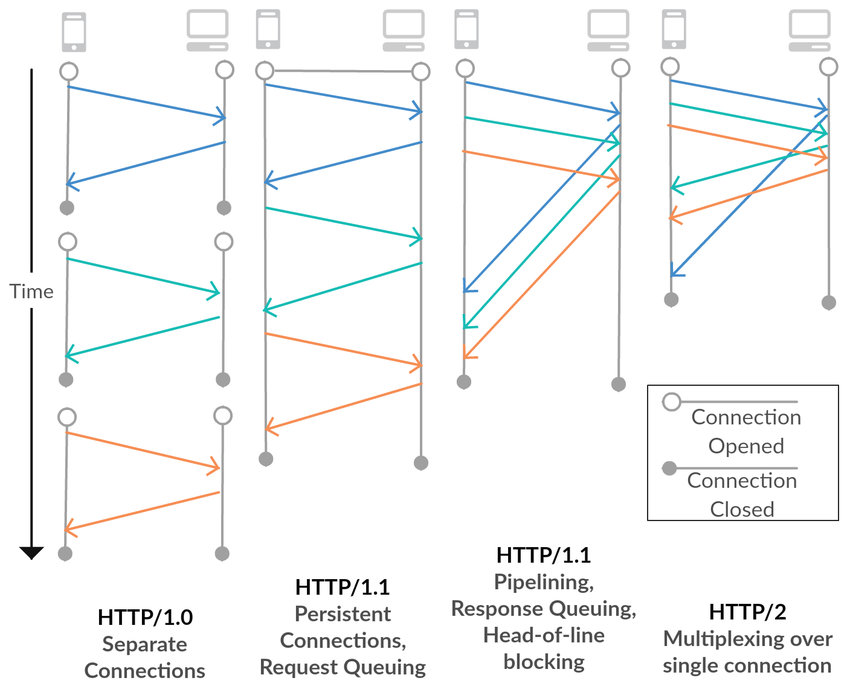 Time
Connection
Opened
Connection
Closed
HTTP/1.0
Separate
Connections
HTTP/1.1
Persistent
Connections,
Request Queuing
HTTP/1.1
Pipelining,
Response Queuing,
Head-of-line
blocking
HTTP/2
Multiplexing over
single connection